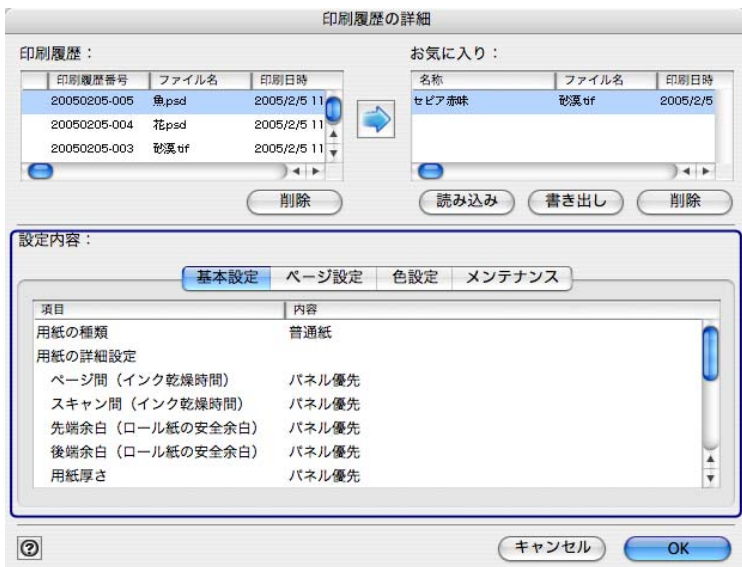 印刷履歴の詳細
印刷履歴：
お気に入り：
印刷履歴番号 ファイル名 印刷日時
20050205-005 魚.psd 2005/2/5 11
20050205-004 花psd 2005/2/5 11
20050205-003 砂漠.tif 2005/2/5 11
名称 ファイル名 印刷日時
セピア赤味 砂漠.tif 2005/2/5
削除
読み込み 書き出し 削除
設定内容：
基本設定 ページ設定 色設定 メンテナンス
項目 内容
用紙の種類 普通紙
用紙の詳細設定
ページ間（インク乾燥時間） パネル優先
スキャン間（インク乾燥時間） パネル優先
先端余白（ロール紙の安全余白） パネル優先
後端余白（ロール紙の安全余白） パネル優先
用紙厚さ パネル優先
? キャンセル OK